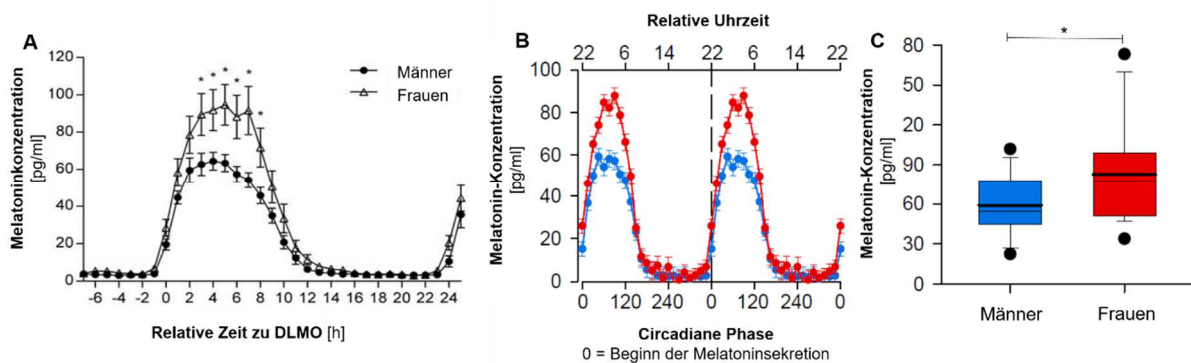 A
Melatoninkonzentration
[pg/ml]
120
100
80
60
40
20
0
* * * * * *
Männer
Frauen
-6 -4 -2 0 2 4 6 8 10 12 14 16 18 20 22 24
Relative Zeit zu DLMO [h]
B
Relative Uhrzeit
22 6 14 22 6 14 22
Melatonin-Konzentration
[pg/ml]
100
80
60
40
20
0
0 120 240 0 120 240 0
Circadiane Phase
0 = Beginn der Melatoninsekretion
C
*
Melatonin-Konzentration
[pg/ml]
80
20
90
60
30
0
Männer Frauen